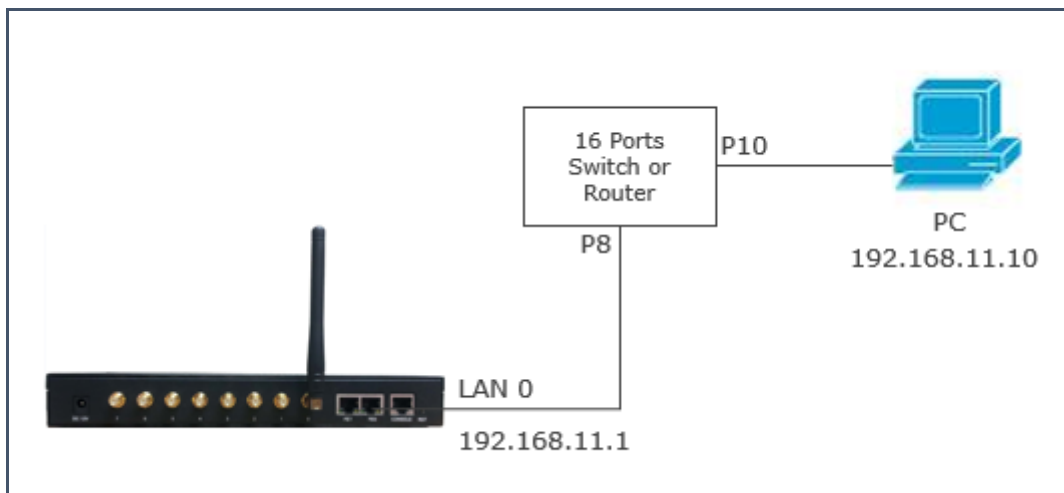 16 Ports
Switch or
Router
P10
P8
PC
192.168.11.10
LAN 0
192.168.11.1